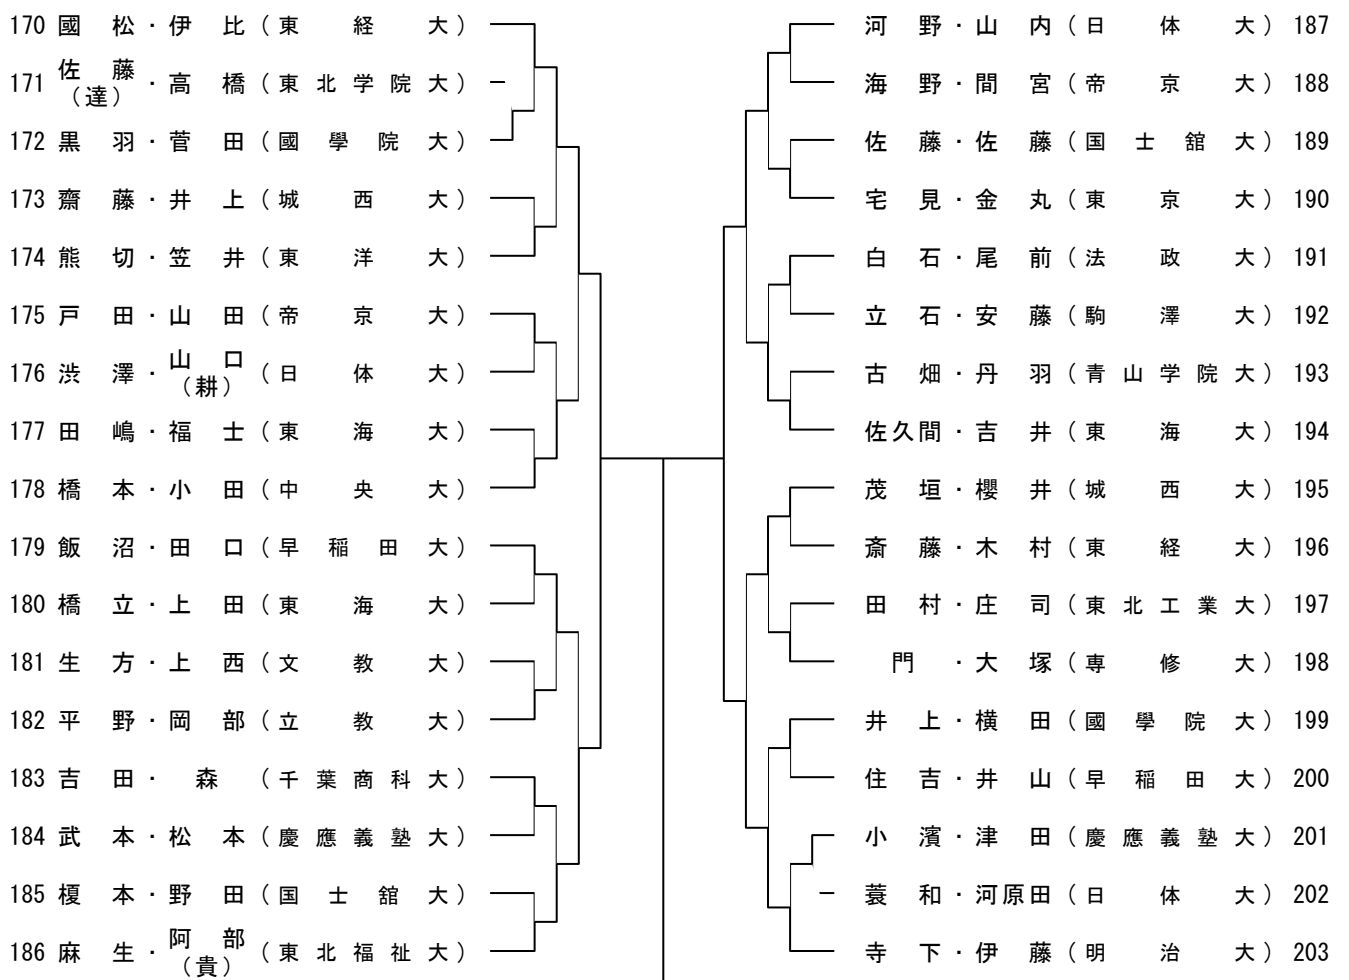 170 國松・伊比（東経大）
171 佐藤（達）・高橋（東北学院大）
172 黒羽・菅田（國學院大）
173 齋藤・井上（城西大）
174 熊切・笠井（東洋大）
175 戸田・山田（帝京大）
176 渋澤・山口（耕）（日体大）
177 田嶋・福士（東海大）
178 橋本・小田（中央大）
179 飯沼・田口（早稲田大）
180 橋立・上田（東海大）
181 生方・上西（文教大）
182 平野・岡部（立教大）
183 吉田・森（千葉商科大）
184 武本・松本（慶應義塾大）
185 榎本・野田（国士舘大）
186 麻生・阿部（貴）（東北福祉大）
河野・山内（日体大）187
海野・間宮（帝京大）188
佐藤・佐藤（国士舘大）189
宅見・金丸（東京大）190
白石・尾前（法政大）191
立石・安藤（駒澤大）192
古畑・丹羽（青山学院大）193
佐久間・吉井（東海大）194
茂垣・櫻井（城西大）195
斎藤・木村（東経大）196
田村・庄司（東北工業大）197
門・大塚（専修大）198
井上・横田（國學院大）199
住吉・井山（早稲田大）200
小濱・津田（慶應義塾大）201
蓑和・河原田（日体大）202
寺下・伊藤（明治大）203